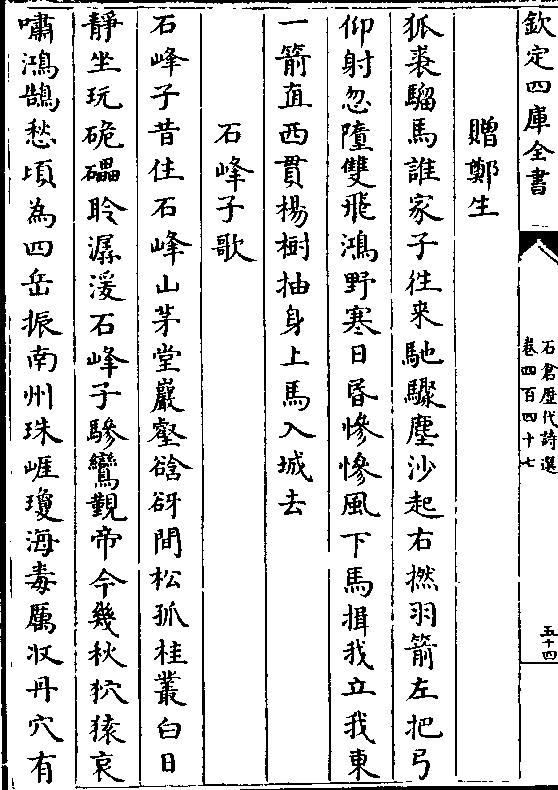 欽定四庫全書
石倉歷代詩選
卷四百四十七
五十四
贈鄭生
狐裘騮馬誰家子往来馳驟塵沙起右撚羽箭左把弓
仰射忽墮雙飛鴻野寒日昏慘慘風下馬揖我立我東
一箭直西貫楊樹抽身上馬入城去
石峰子歌
石峰子昔住石峰山茅堂巖壑谽谺間松孤桂叢白日
靜坐玩硊礧聆潺湲石峰子驂鸞覲帝今幾秋狖猿哀
嘯鴻鵠愁頃為四岳振南州珠崕瓊海毒厲收丹穴有